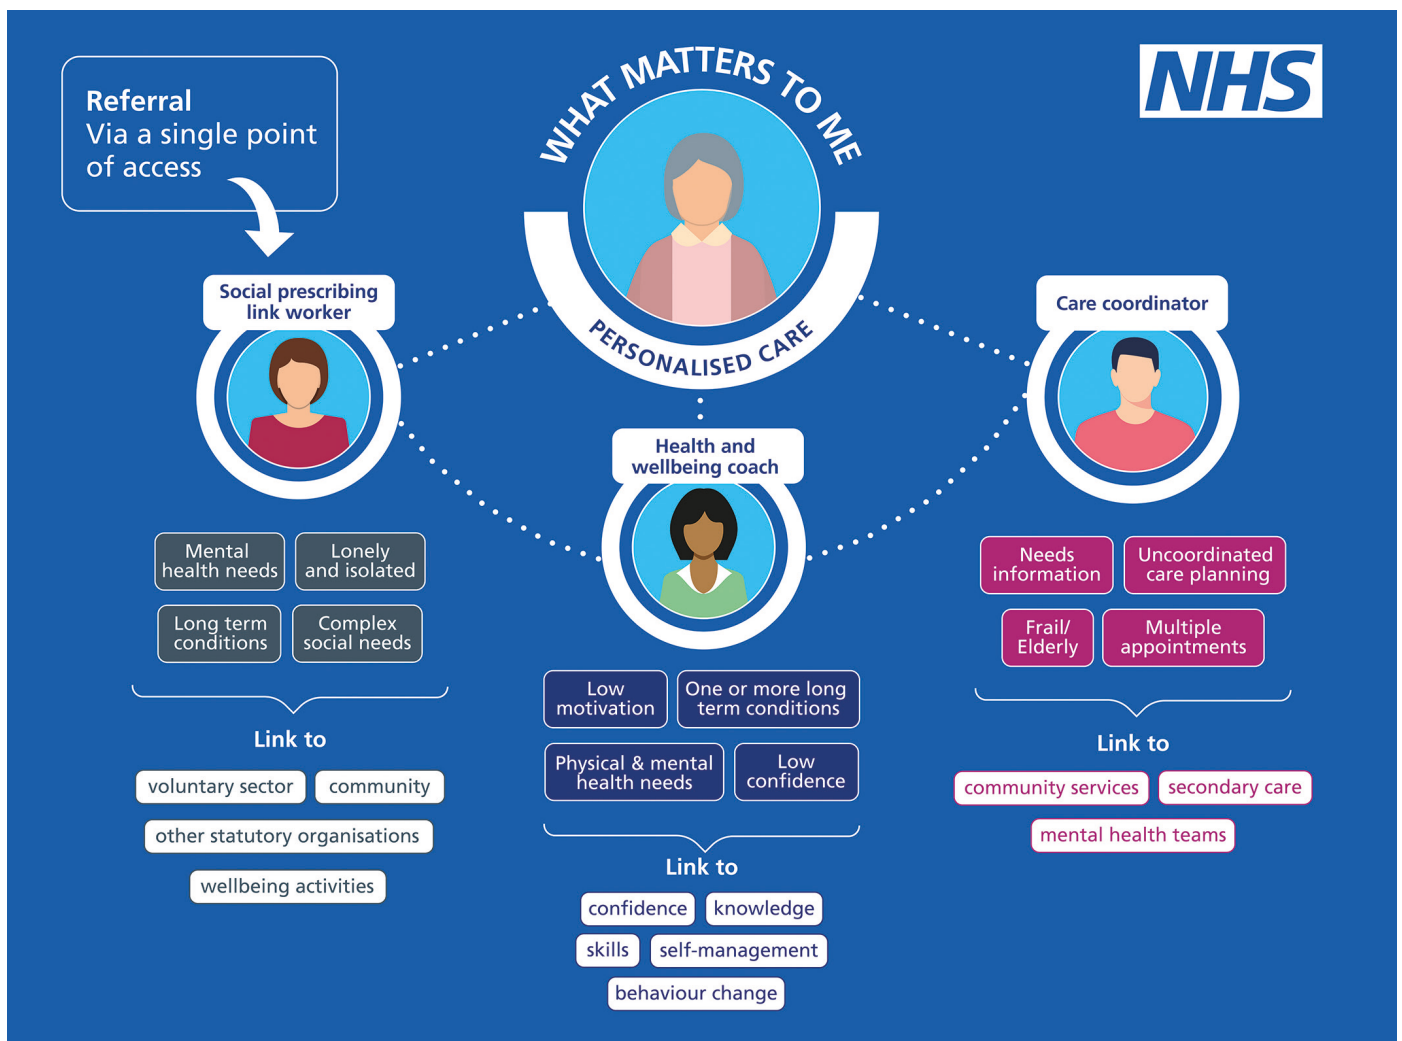 Referral
Via a single point
of access
WHAT MATTERS TO ME
PERSONALISED CARE
NHS
Social prescribing
link worker
Mental
health needs
Lonely
and isolated
Long term
conditions
Complex
social needs
Link to
voluntary sector
community
other statutory organisations
wellbeing activities
Health and
wellbeing coach
Low
motivation
One or more long
term conditions
Physical & mental
health needs
Low
confidence
Link to
confidence
knowledge
skills
self-management
behaviour change
Care coordinator
Needs
information
Uncoordinated
care planning
Frail/
Elderly
Multiple
appointments
Link to
community services
secondary care
mental health teams